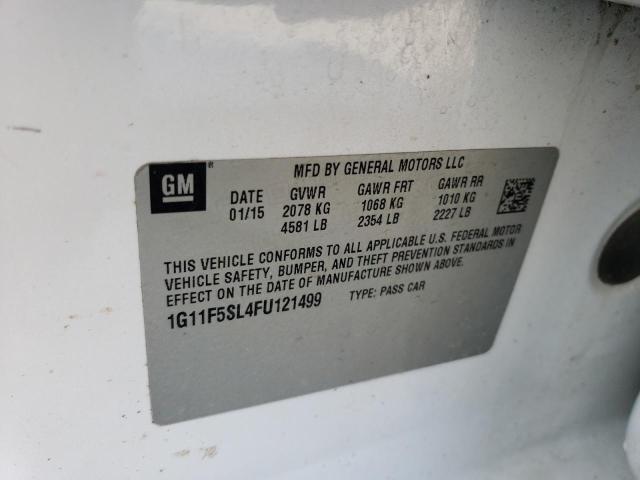 GM
MFD BY GENERAL MOTORS LLC
DATE GVWR GAWR FRT GAWR RR
01/15 2078 KG 1068 KG 1010 KG
4581 LB 2354 LB 2227 LB
THIS VEHICLE CONFORMS TO ALL APPLICABLE U.S. FEDERAL MOTOR
VEHICLE SAFETY, BUMPER, AND THEFT PREVENTION STANDARDS IN
EFFECT ON THE DATE OF MANUFACTURE SHOWN ABOVE.
1G11F5SL4FU121499 TYPE: PASS CAR